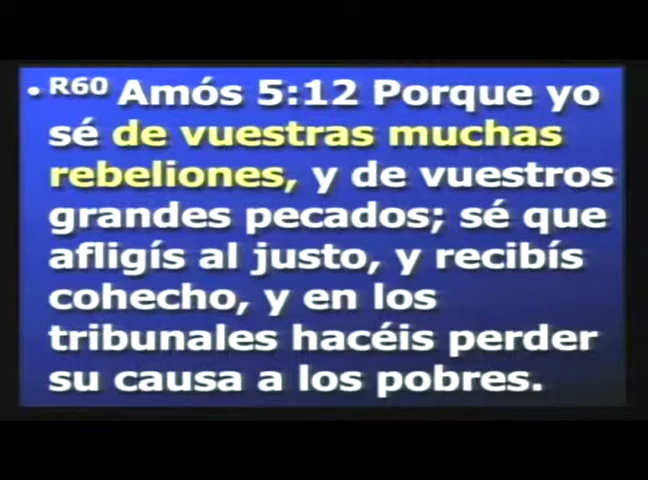 • R60 Amós 5:12 Porque yo
sé de vuestras muchas
rebeliones, y de vuestros
grandes pecados; sé que
afligís al justo, y recibís
cohecho, y en los
tribunales hacéis perder
su causa a los pobres.